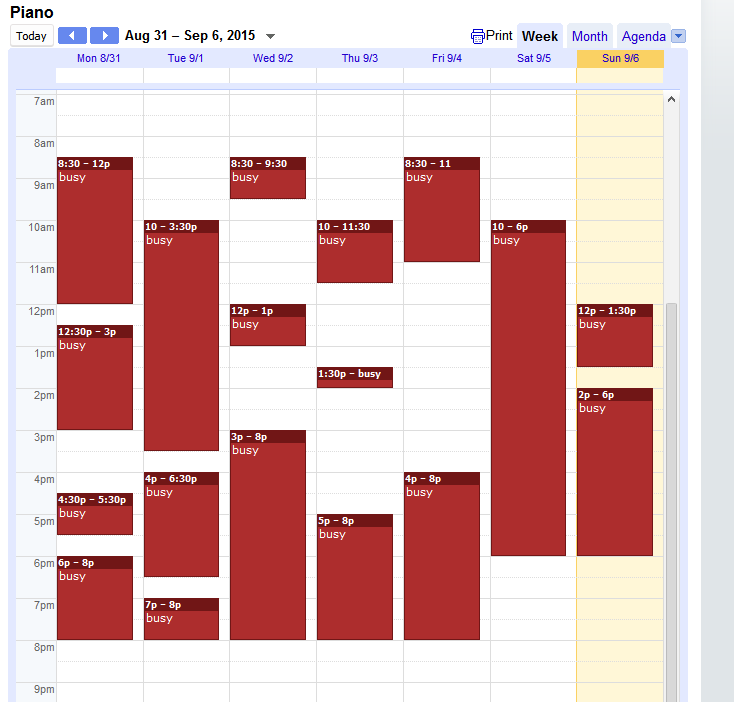 Piano
Today Aug 31 – Sep 6, 2015 Print Week Month Agenda
Mon 8/31 Tue 9/1 Wed 9/2 Thu 9/3 Fri 9/4 Sat 9/5 Sun 9/6
7am
8am
8:30 – 12p 8:30 – 9:30 8:30 – 11
busy busy busy
9am
10am 10 – 3:30p 10 – 11:30 10 – 6p
busy busy busy
11am
12pm 12p – 1p 12p – 1:30p
busy busy
12:30p – 3p
busy
1pm
1:30p – busy
2pm 2p – 6p
busy
3pm 3p – 8p
busy
4pm 4p – 6:30p 4p – 8p
busy busy
4:30p – 5:30p
busy
5pm 5p – 8p
busy
6pm 6p – 8p
busy
7pm 7p – 8p
busy
8pm
9pm